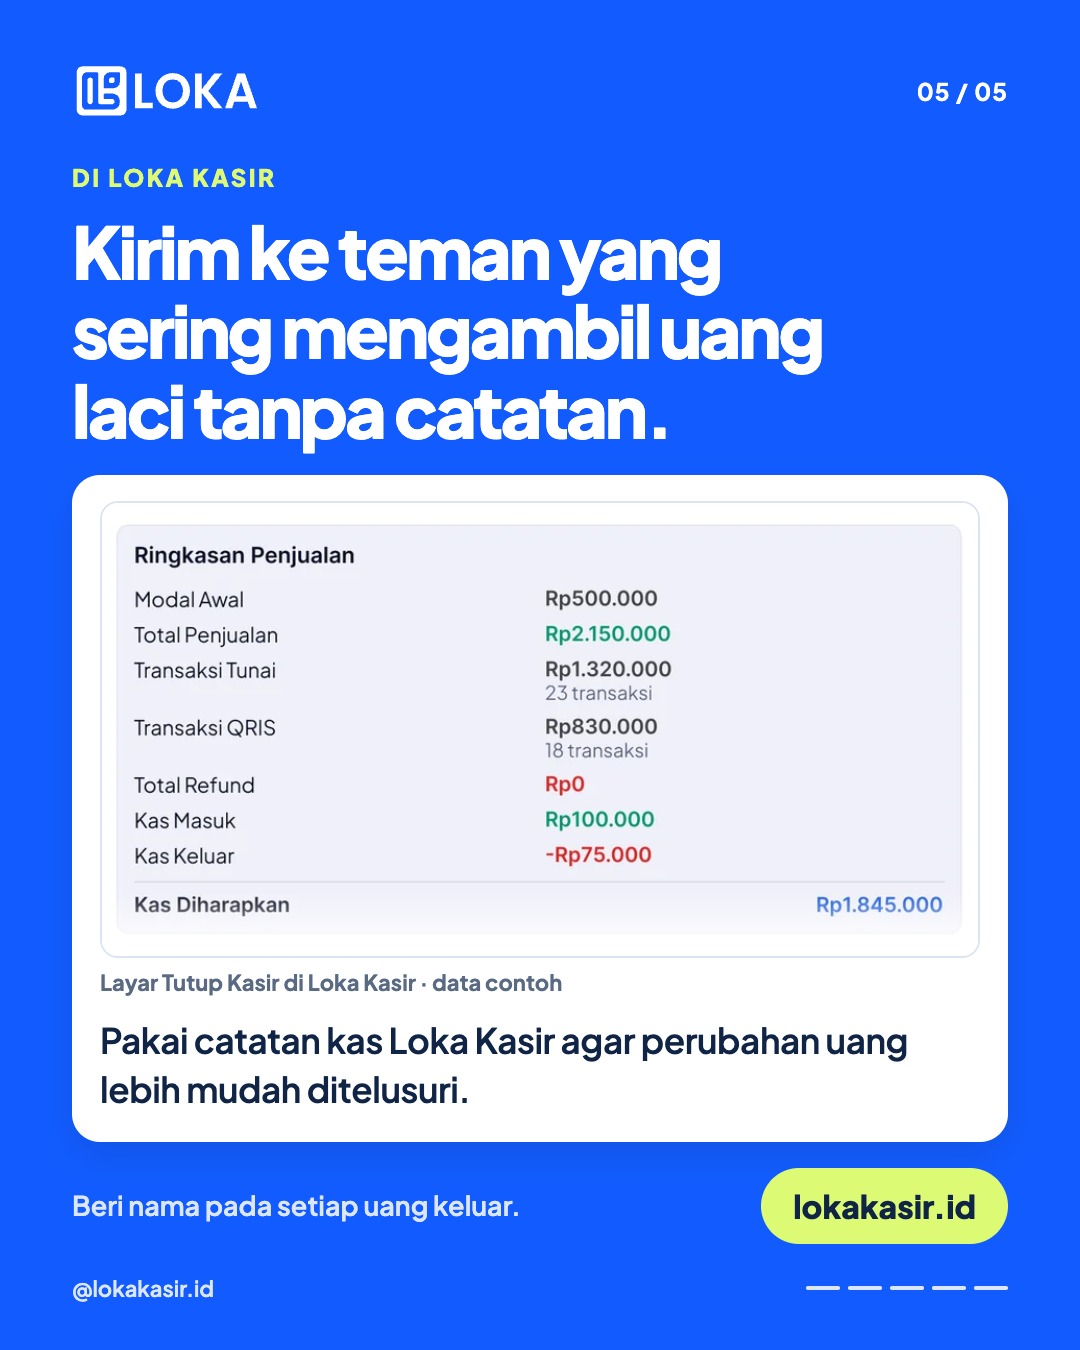 LOKA
05 / 05
DI LOKA KASIR
Kirim ke teman yang
sering mengambil uang
laci tanpa catatan.
Ringkasan Penjualan
Modal Awal Rp500.000
Total Penjualan Rp2.150.000
Transaksi Tunai Rp1.320.000
23 transaksi
Transaksi QRIS Rp830.000
18 transaksi
Total Refund Rp0
Kas Masuk Rp100.000
Kas Keluar -Rp75.000
Kas Diharapkan Rp1.845.000
Layar Tutup Kasir di Loka Kasir · data contoh
Pakai catatan kas Loka Kasir agar perubahan uang
lebih mudah ditelusuri.
Beri nama pada setiap uang keluar.
lokakasir.id
@lokakasir.id